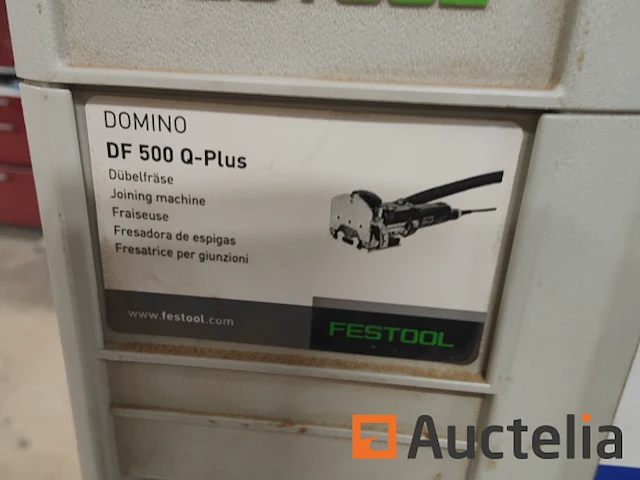 DOMINO
DF 500 Q-Plus
Dübelfräse
Joining machine
Fraiseuse
Fresadora de espigas
Fresatrice per giunzioni
www.festool.com
FESTOOL
Auctelia